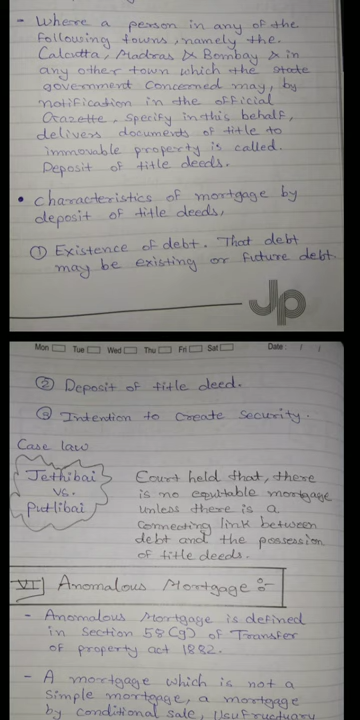 - Where a person in any of the
following towns, namely the
Calcutta, Madras & Bombay & in
any other town which the state
government concerned may, by
notification in the official
Gazette, specify in this behalf,
delivers documents of title to
immovable property is called.
Deposit of title deeds.
• Characteristics of mortgage by
deposit of title deeds,
① Existence of debt. That debt
may be existing or future debt.
Jp
Mon Tue Wed Thu Fri Sat Date: / /
② Deposit of title deed.
③ Intention to create security.
Case law
Jethibai
vs.
Putlibai
Court held that, there
is no equitable mortgage
unless there is a
connecting link between
debt and the possession
of title deeds.
VI Anomalous Mortgage :-
- Anomalous Mortgage is defined
in Section 58(g) of Transfer
of property act 1882.
- A mortgage which is not a
simple mortgage, a mortgage
by conditional sale, Usufructuary